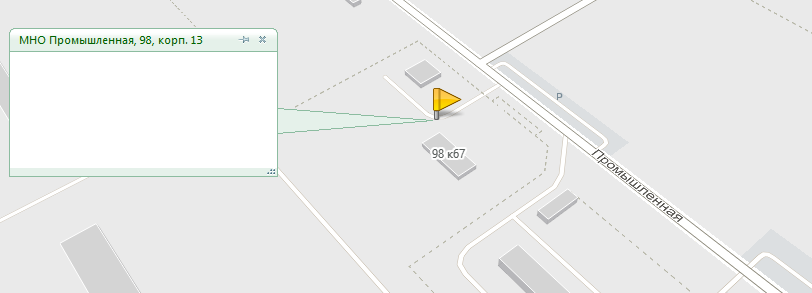 МНО Промышленная, 98, корп. 13
P
98 к67
Промышленная